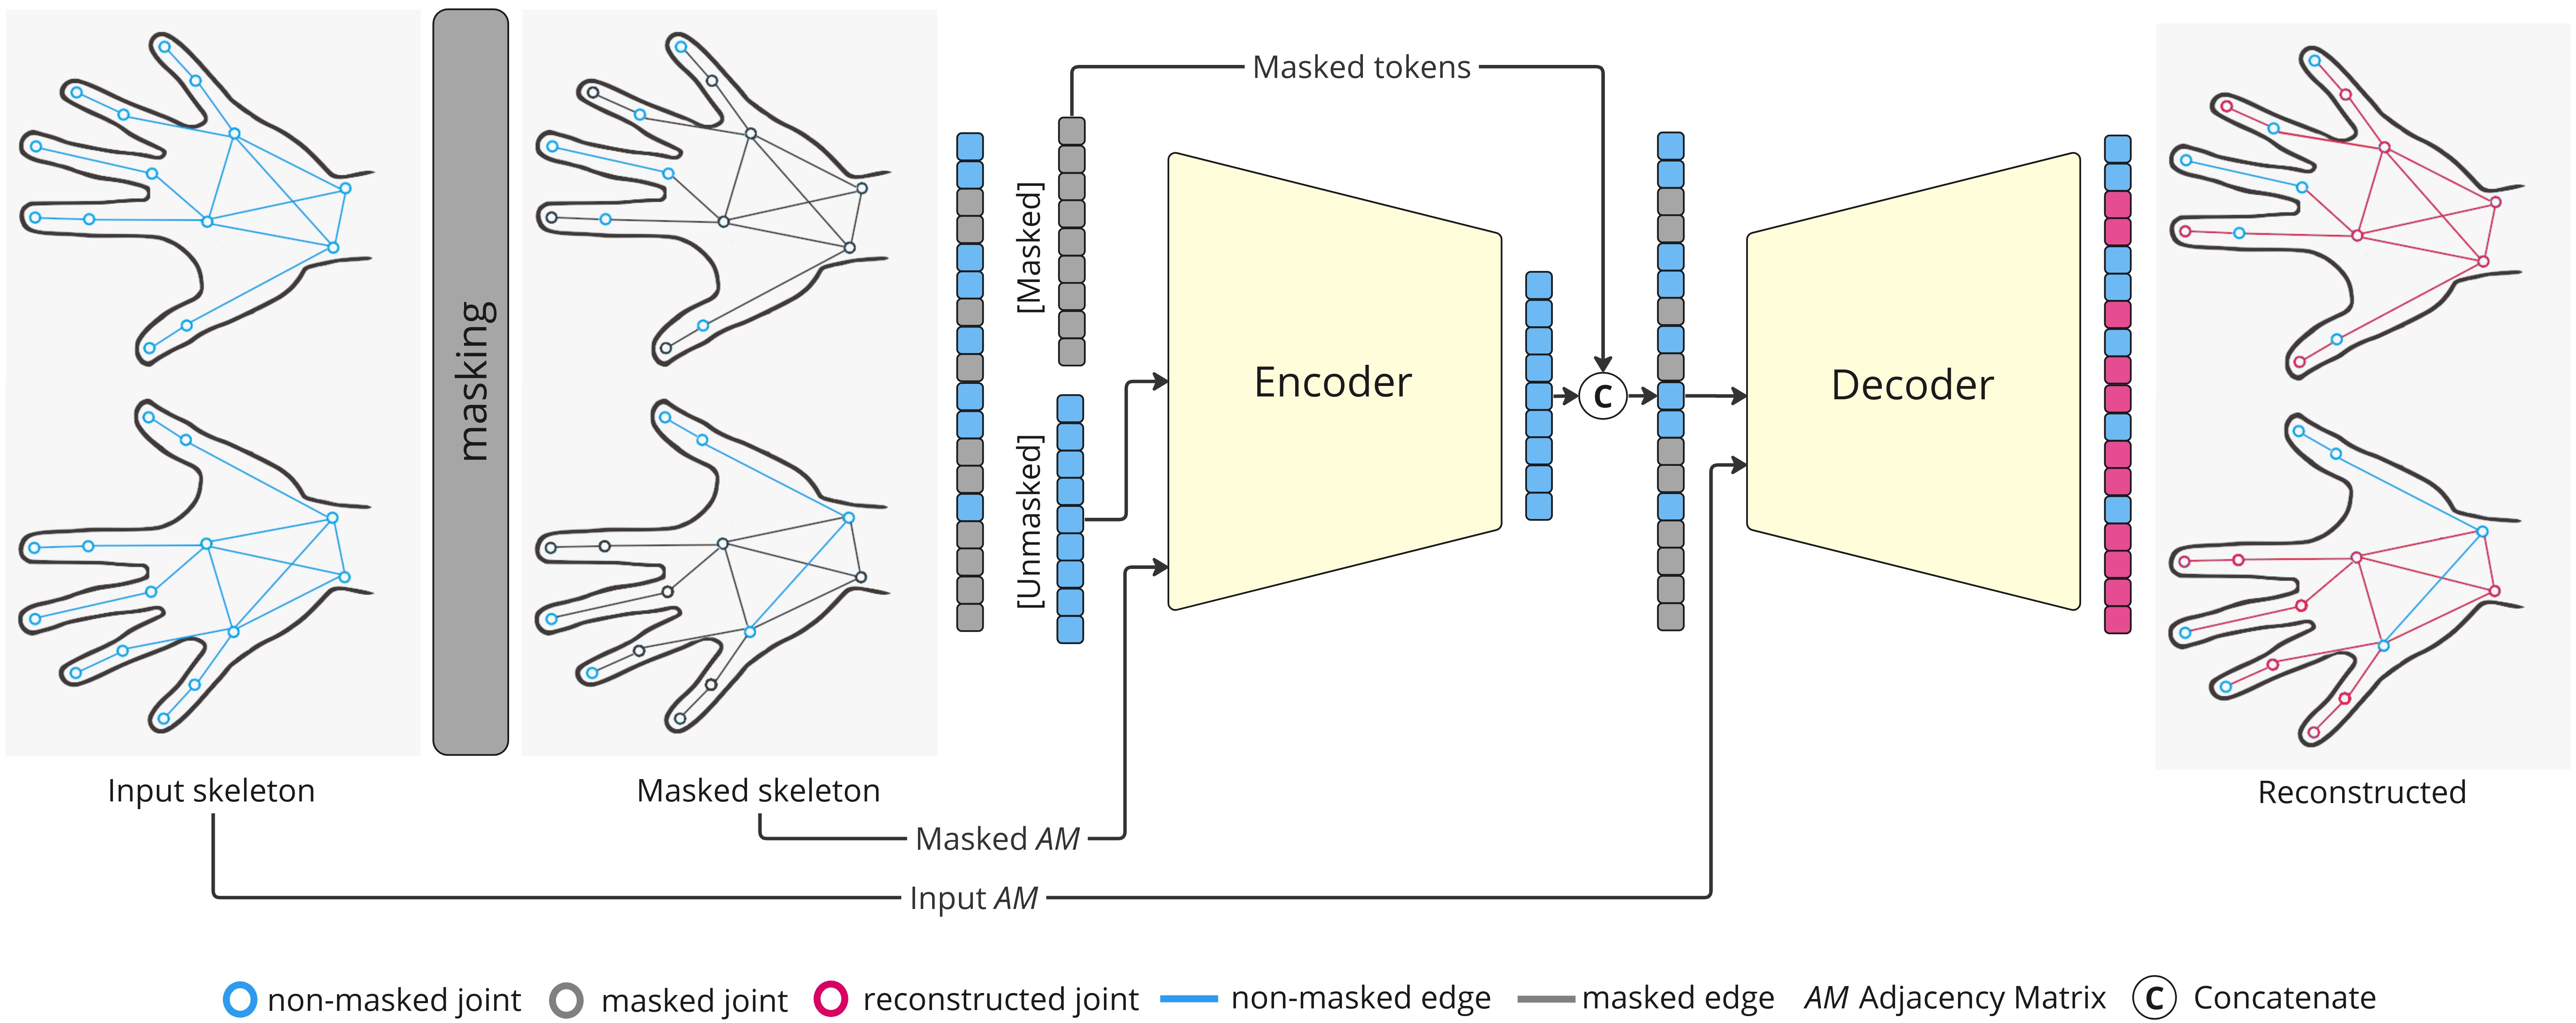 masking
[Masked]
[Unmasked]
Masked tokens
Encoder
C
Decoder
Input skeleton
Masked skeleton
Reconstructed
Masked AM
Input AM
non-masked joint
masked joint
reconstructed joint
non-masked edge
masked edge
AM Adjacency Matrix
C Concatenate